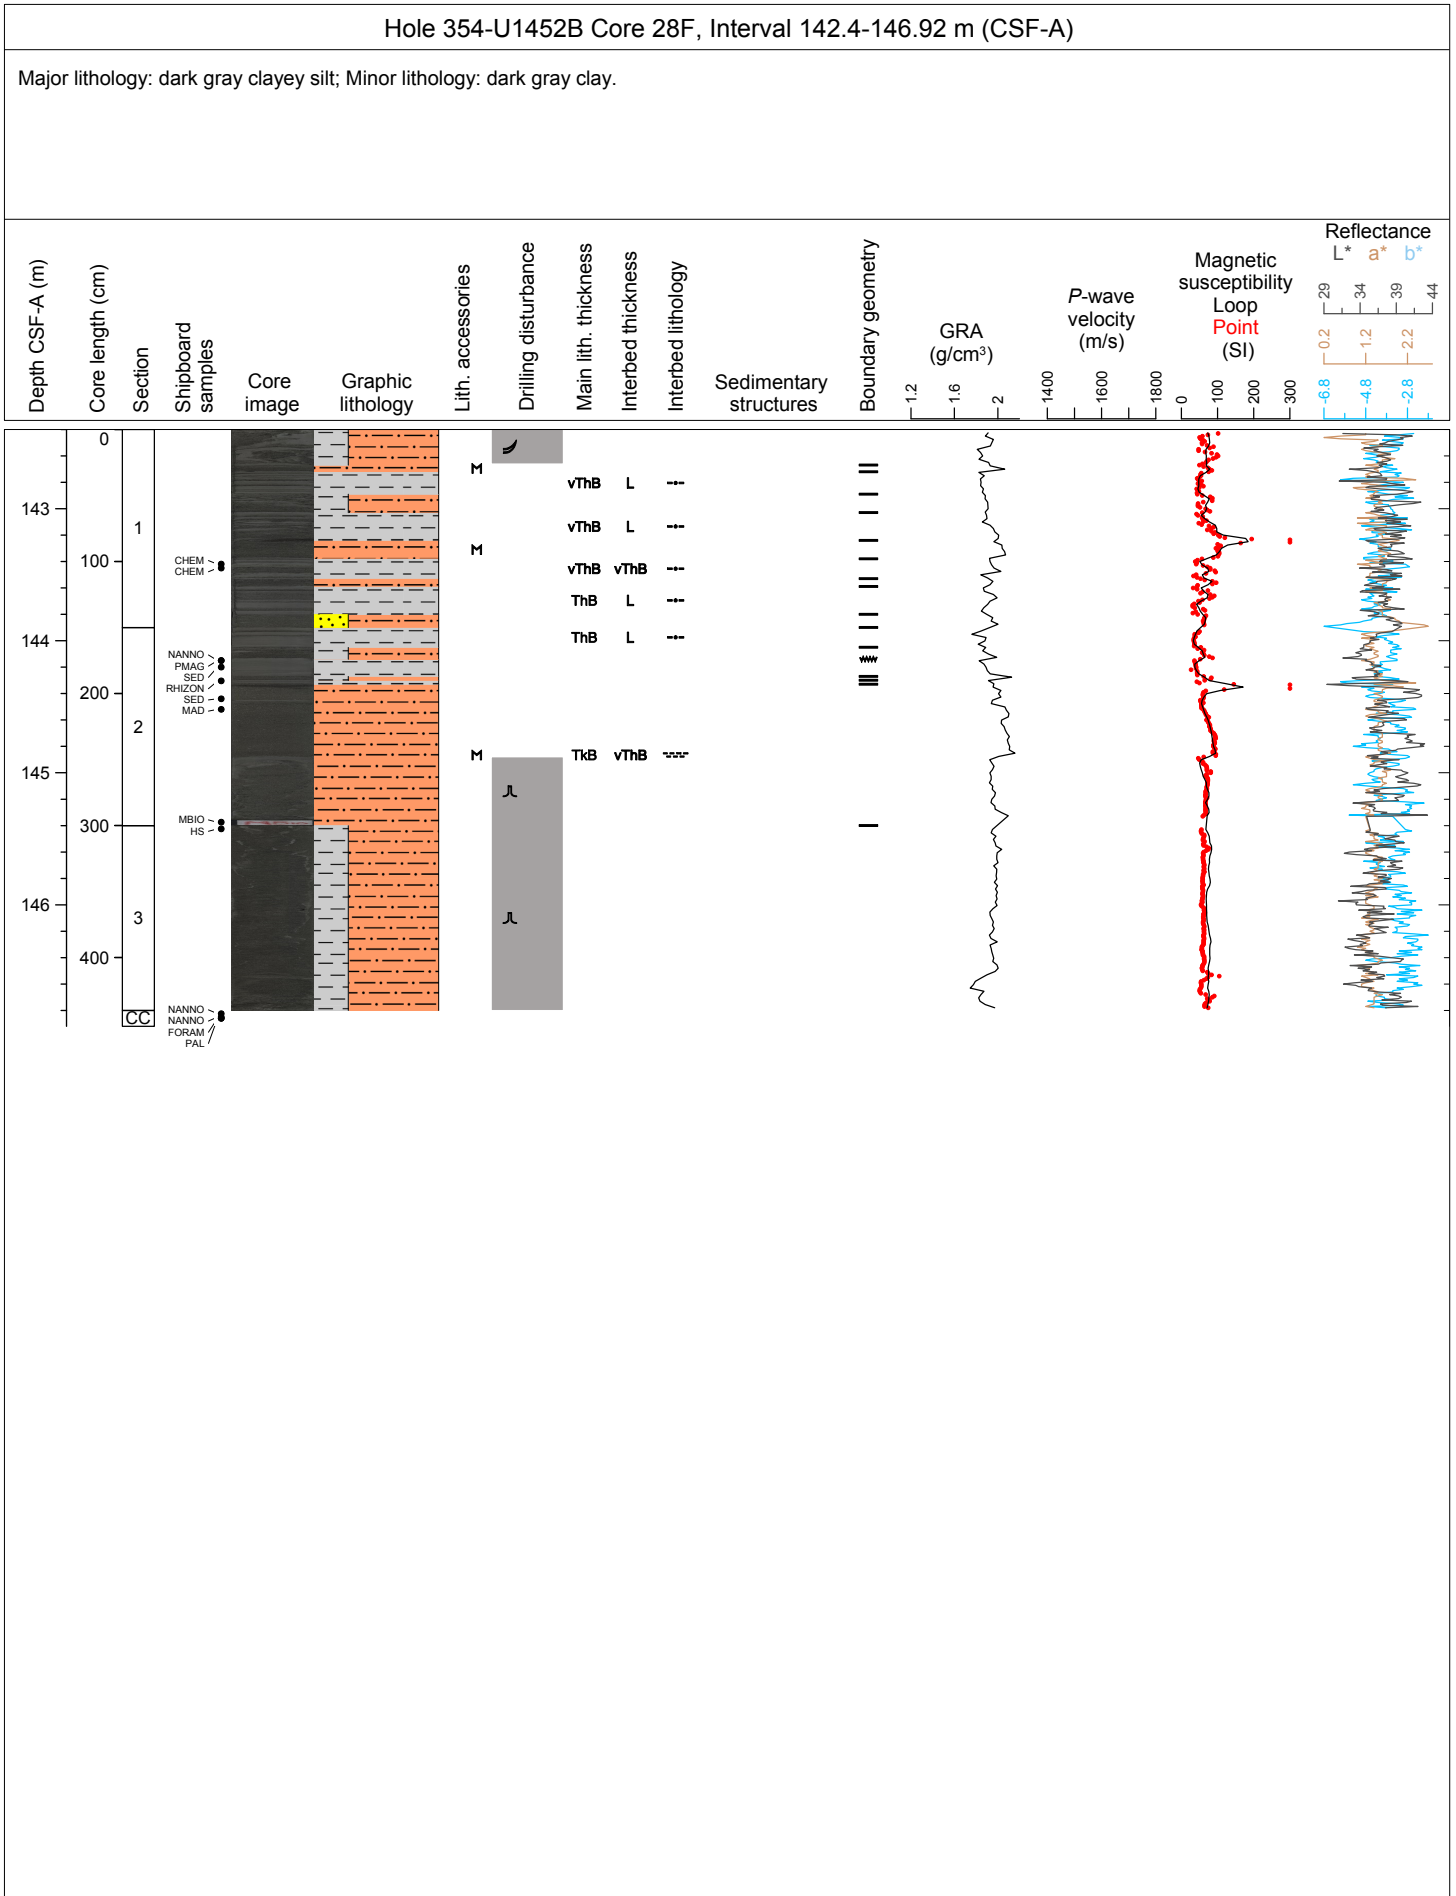 Hole 354-U1452B Core 28F, Interval 142.4-146.92 m (CSF-A)
Major lithology: dark gray clayey silt; Minor lithology: dark gray clay.
Depth CSF-A (m)
Core length (cm)
Section
Shipboard
samples
Core
image
Graphic
lithology
Lith. accessories
Drilling disturbance
Main lith. thickness
Interbed thickness
Interbed lithology
Sedimentary
structures
Boundary geometry
GRA
(g/cm³)
1.2 1.6 2
P-wave
velocity
(m/s)
1400 1600 1800
Magnetic
susceptibility
Loop
Point
(SI)
0 100 200 300
Reflectance
L* a* b*
29 34 39 44
0.2 1.2 2.2
-6.8 -4.8 -2.8
0
M
vThB L
143
1
vThB L
M
100
CHEM
CHEM
vThB vThB
ThB L
144
ThB L
NANNO
PMAG
SED
RHIZON
200
SED
MAD
2
M TkB vThB
145
MBIO
300
HS
146
3
400
NANNO
CC
NANNO
FORAM
PAL